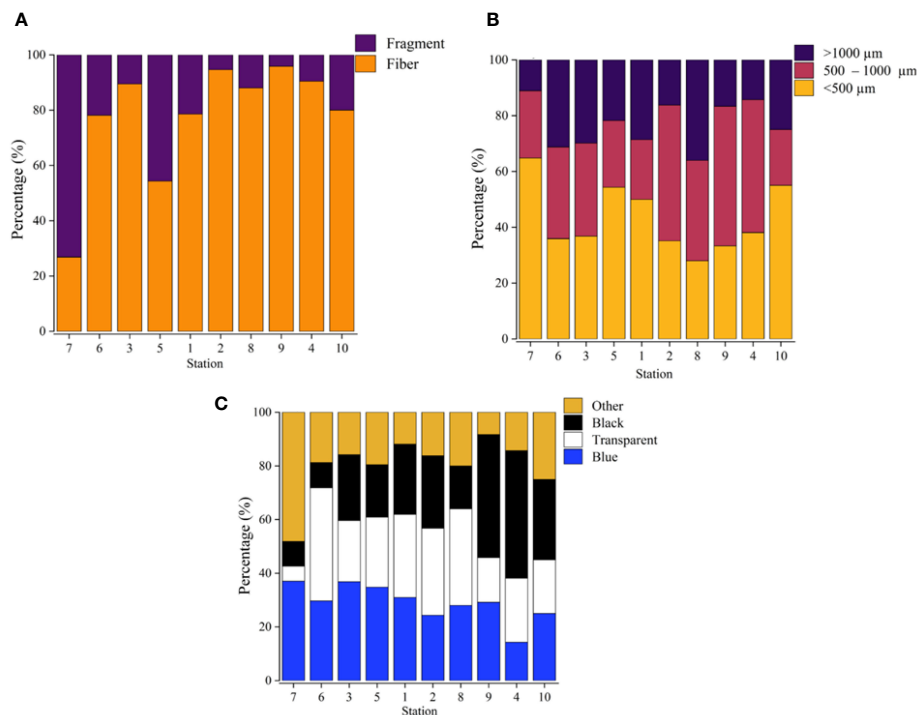 A
Fragment
Fiber
100
80
60
40
20
0
Percentage (%)
7 6 3 5 1 2 8 9 4 10
Station
B
>1000 µm
500 – 1000 µm
<500 µm
100
80
60
40
20
0
Percentage (%)
7 6 3 5 1 2 8 9 4 10
Station
C
Other
Black
Transparent
Blue
100
80
60
40
20
0
Percentage (%)
7 6 3 5 1 2 8 9 4 10
Station